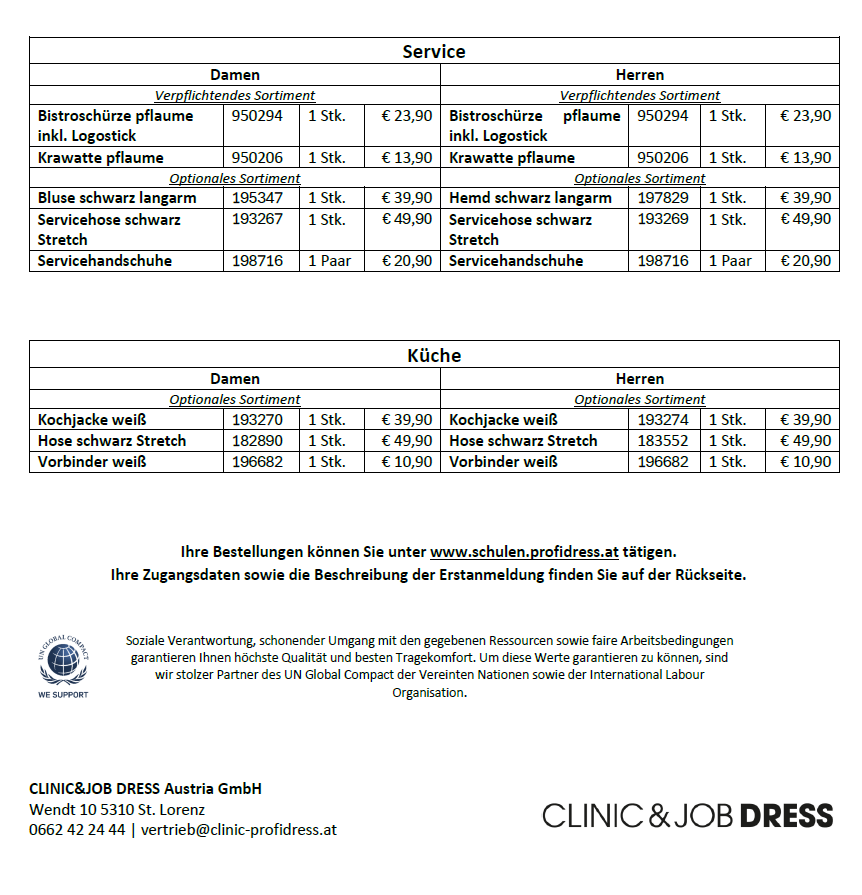 Service
Damen Herren
Verpflichtendes Sortiment Verpflichtendes Sortiment
Bistroschürze pflaume 950294 1 Stk. € 23,90 Bistroschürze pflaume 950294 1 Stk. € 23,90
inkl. Logostick inkl. Logostick
Krawatte pflaume 950206 1 Stk. € 13,90 Krawatte pflaume 950206 1 Stk. € 13,90
Optionales Sortiment Optionales Sortiment
Bluse schwarz langarm 195347 1 Stk. € 39,90 Hemd schwarz langarm 197829 1 Stk. € 39,90
Servicehose schwarz 193267 1 Stk. € 49,90 Servicehose schwarz 193269 1 Stk. € 49,90
Stretch Stretch
Servicehandschuhe 198716 1 Paar € 20,90 Servicehandschuhe 198716 1 Paar € 20,90
Küche
Damen Herren
Optionales Sortiment Optionales Sortiment
Kochjacke weiß 193270 1 Stk. € 39,90 Kochjacke weiß 193274 1 Stk. € 39,90
Hose schwarz Stretch 182890 1 Stk. € 49,90 Hose schwarz Stretch 183552 1 Stk. € 49,90
Vorbinder weiß 196682 1 Stk. € 10,90 Vorbinder weiß 196682 1 Stk. € 10,90
Ihre Bestellungen können Sie unter www.schulen.profidress.at tätigen.
Ihre Zugangsdaten sowie die Beschreibung der Erstanmeldung finden Sie auf der Rückseite.
UN GLOBAL COMPACT
WE SUPPORT
Soziale Verantwortung, schonender Umgang mit den gegebenen Ressourcen sowie faire Arbeitsbedingungen
garantieren Ihnen höchste Qualität und besten Tragekomfort. Um diese Werte garantieren zu können, sind
wir stolzer Partner des UN Global Compact der Vereinten Nationen sowie der International Labour
Organisation.
CLINIC&JOB DRESS Austria GmbH
Wendt 10 5310 St. Lorenz
0662 42 24 44 | vertrieb@clinic-profidress.at
CLINIC & JOB DRESS